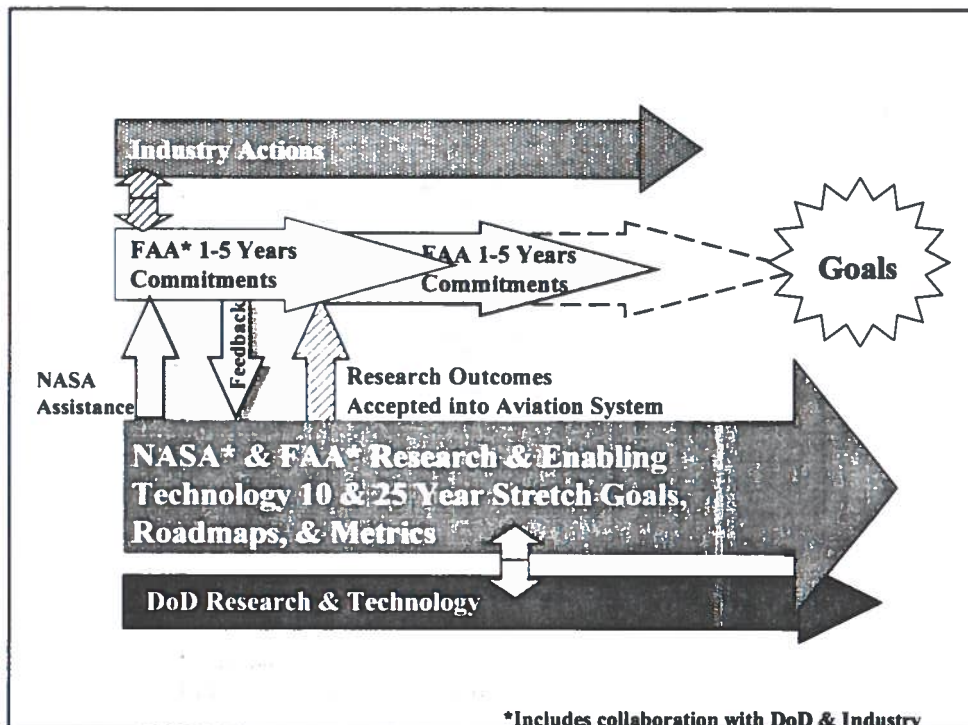 Industry Actions
FAA* 1-5 Years
Commitments
FAA 1-5 Years
Commitments
Goals
Feedback
NASA
Assistance
Research Outcomes
Accepted into Aviation System
NASA* & FAA* Research & Enabling
Technology 10 & 25 Year Stretch Goals,
Roadmaps, & Metrics
DoD Research & Technology
*Includes collaboration with DoD & Industry